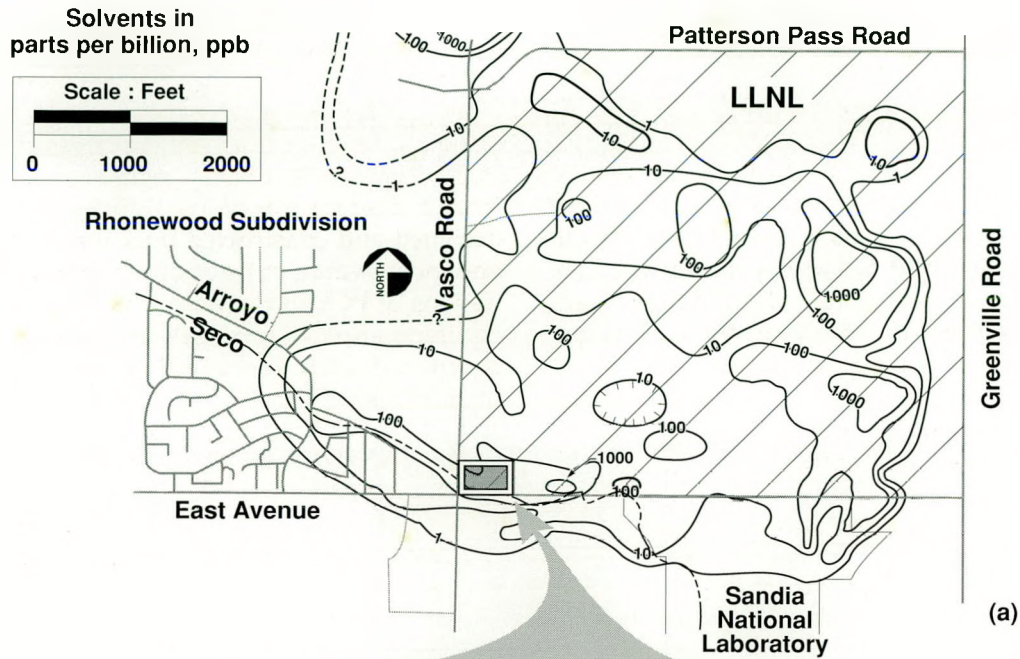 Solvents in
parts per billion, ppb
Scale : Feet
0 1000 2000
Patterson Pass Road
LLNL
100
1000
10
?
1
10
1
10
1
10
100
100
Rhonewood Subdivision
NORTH
Vasco Road
Arroyo
Seco
?
10
100
10
1000
100
100
1000
10
100
100
1000
100
Greenville Road
East Avenue
1
10
Sandia
National
Laboratory
(a)